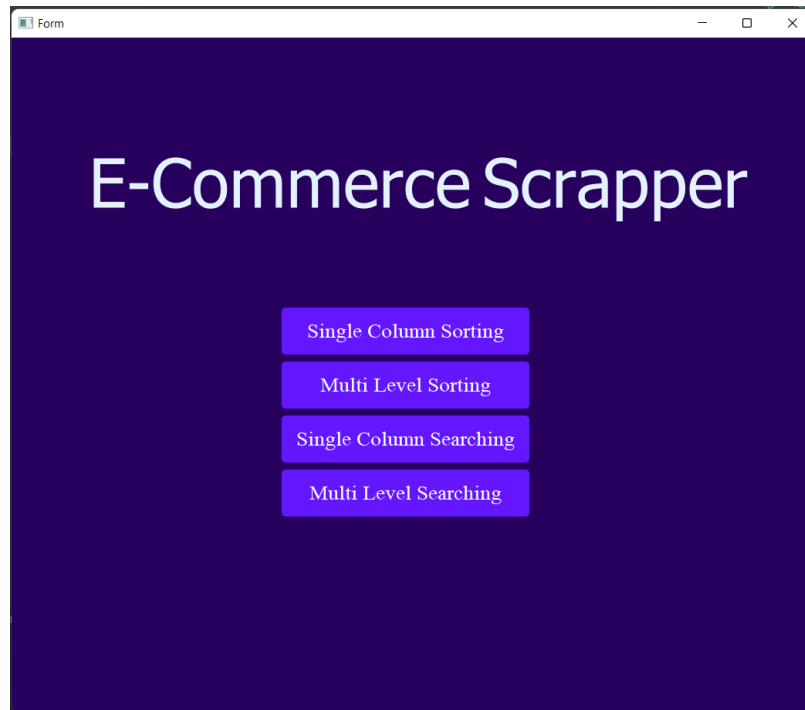 Form
E-Commerce Scrapper
Single Column Sorting
Multi Level Sorting
Single Column Searching
Multi Level Searching